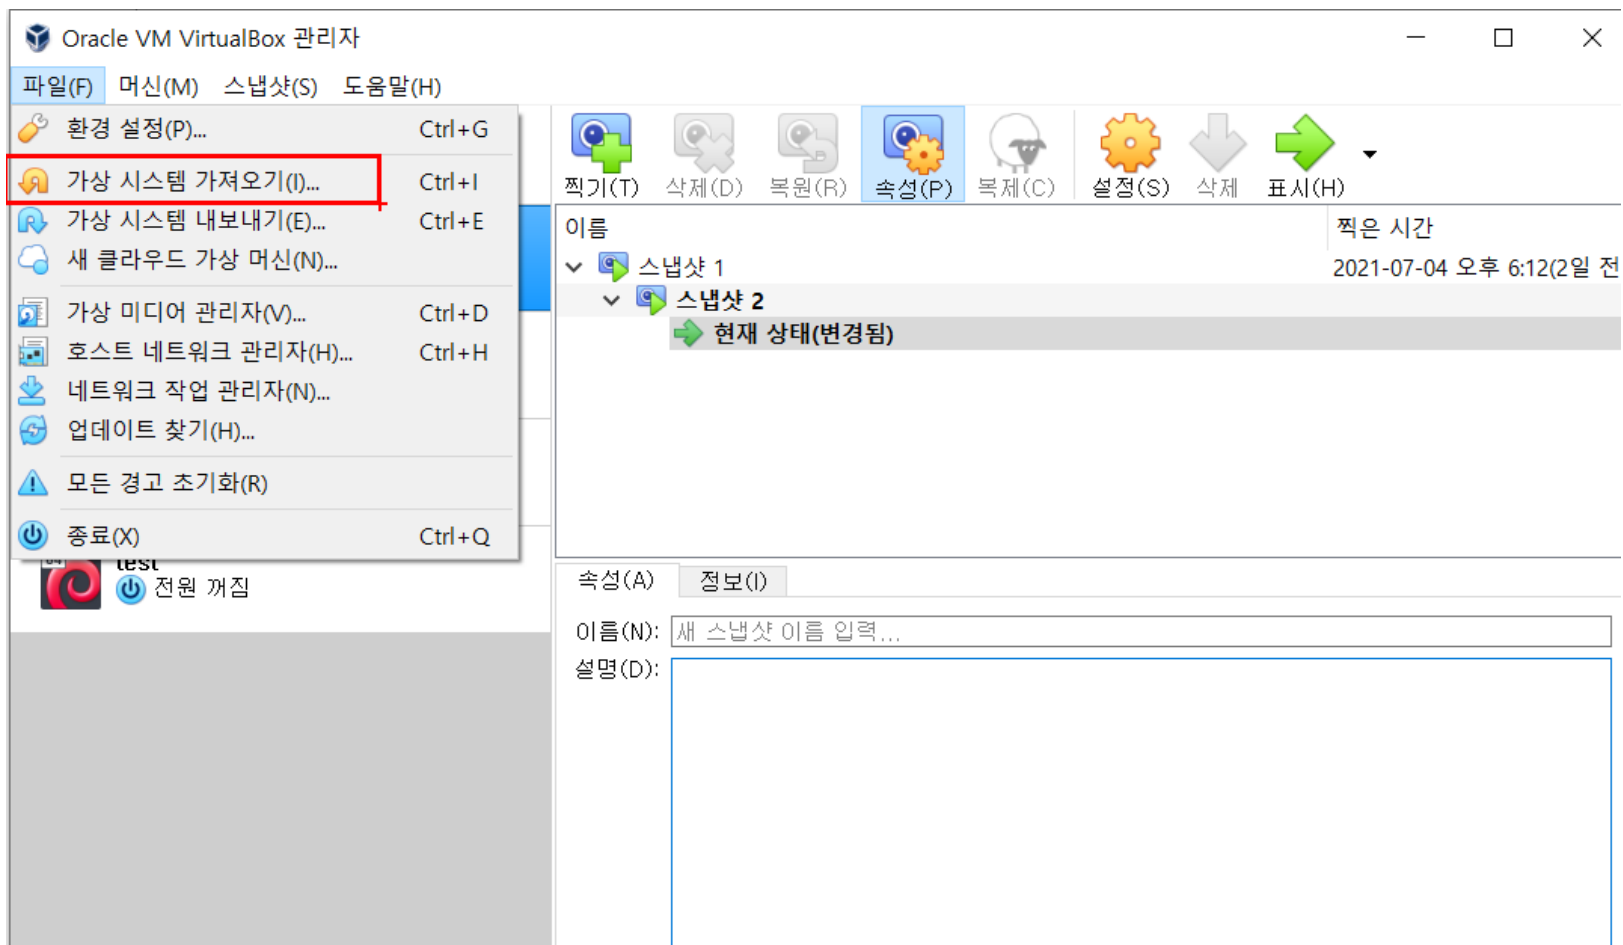 Oracle VM VirtualBox 관리자
파일(F) 머신(M) 스냅샷(S) 도움말(H)
환경 설정(P)... Ctrl+G
가상 시스템 가져오기(I)... Ctrl+I
가상 시스템 내보내기(E)... Ctrl+E
새 클라우드 가상 머신(N)...
가상 미디어 관리자(V)... Ctrl+D
호스트 네트워크 관리자(H)... Ctrl+H
네트워크 작업 관리자(N)...
업데이트 찾기(H)...
모든 경고 초기화(R)
종료(X) Ctrl+Q
test
전원 꺼짐
찍기(T) 삭제(D) 복원(R) 속성(P) 복제(C) 설정(S) 삭제 표시(H)
이름 찍은 시간
스냅샷 1 2021-07-04 오후 6:12(2일 전
스냅샷 2
현재 상태(변경됨)
속성(A) 정보(I)
이름(N): 새 스냅샷 이름 입력...
설명(D):